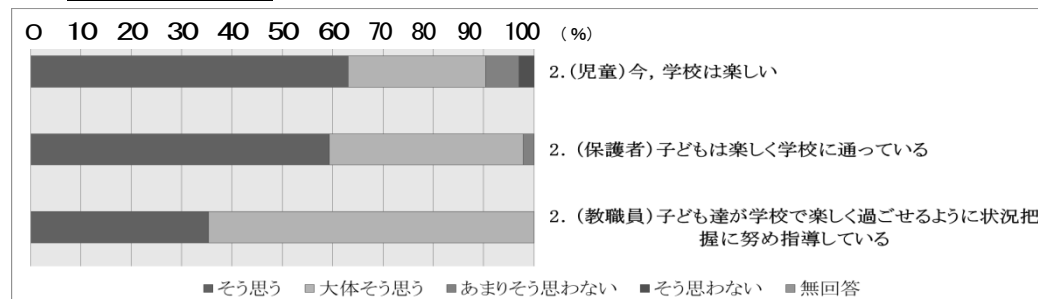 0 10 20 30 40 50 60 70 80 90 100 (%)
2.(児童)今,学校は楽しい
2.(保護者)子どもは楽しく学校に通っている
2.(教職員)子ども達が学校で楽しく過ごせるように状況把
握に努め指導している
■そう思う ■大体そう思う ■あまりそう思わない ■そう思わない ■無回答